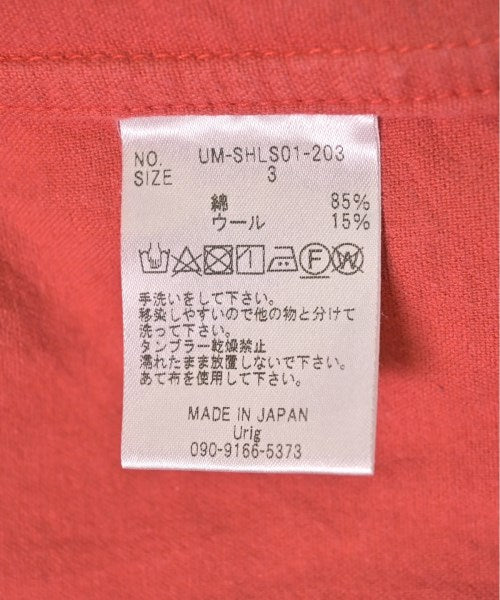 NO. UM-SHLS01-203
SIZE 3
綿 85%
ウール 15%
手洗いをして下さい。
移染しやすいので他の物と分けて
洗って下さい。
タンブラー乾燥禁止
濡れたまま放置しないで下さい。
あて布を使用して下さい。
MADE IN JAPAN
Urig
090-9166-5373